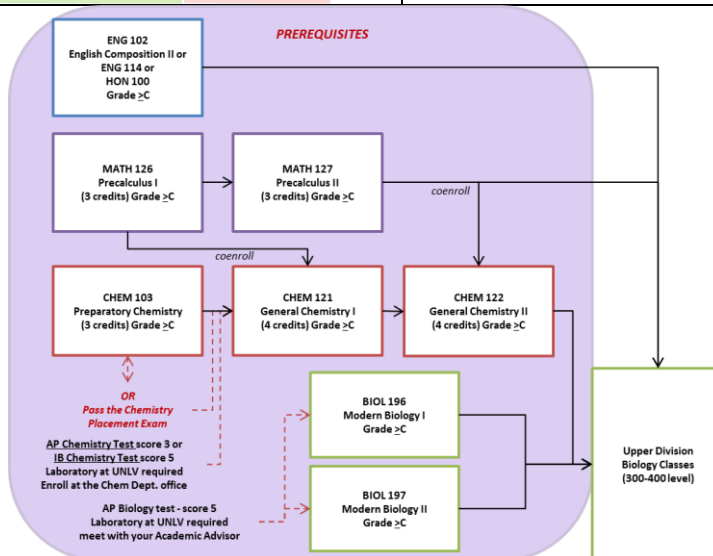 PREREQUISITES
ENG 102
English Composition II or
ENG 114 or
HON 100
Grade ≥C
MATH 126
Precalculus I
(3 credits) Grade ≥C
MATH 127
Precalculus II
(3 credits) Grade ≥C
coenroll
coenroll
CHEM 103
Preparatory Chemistry
(3 credits) Grade ≥C
CHEM 121
General Chemistry I
(4 credits) Grade ≥C
CHEM 122
General Chemistry II
(4 credits) Grade ≥C
OR
Pass the Chemistry
Placement Exam
AP Chemistry Test score 3 or
IB Chemistry Test score 5
Laboratory at UNLV required
Enroll at the Chem Dept. office
BIOL 196
Modern Biology I
Grade ≥C
AP Biology test - score 5
Laboratory at UNLV required
meet with your Academic Advisor
BIOL 197
Modern Biology II
Grade ≥C
Upper Division
Biology Classes
(300-400 level)